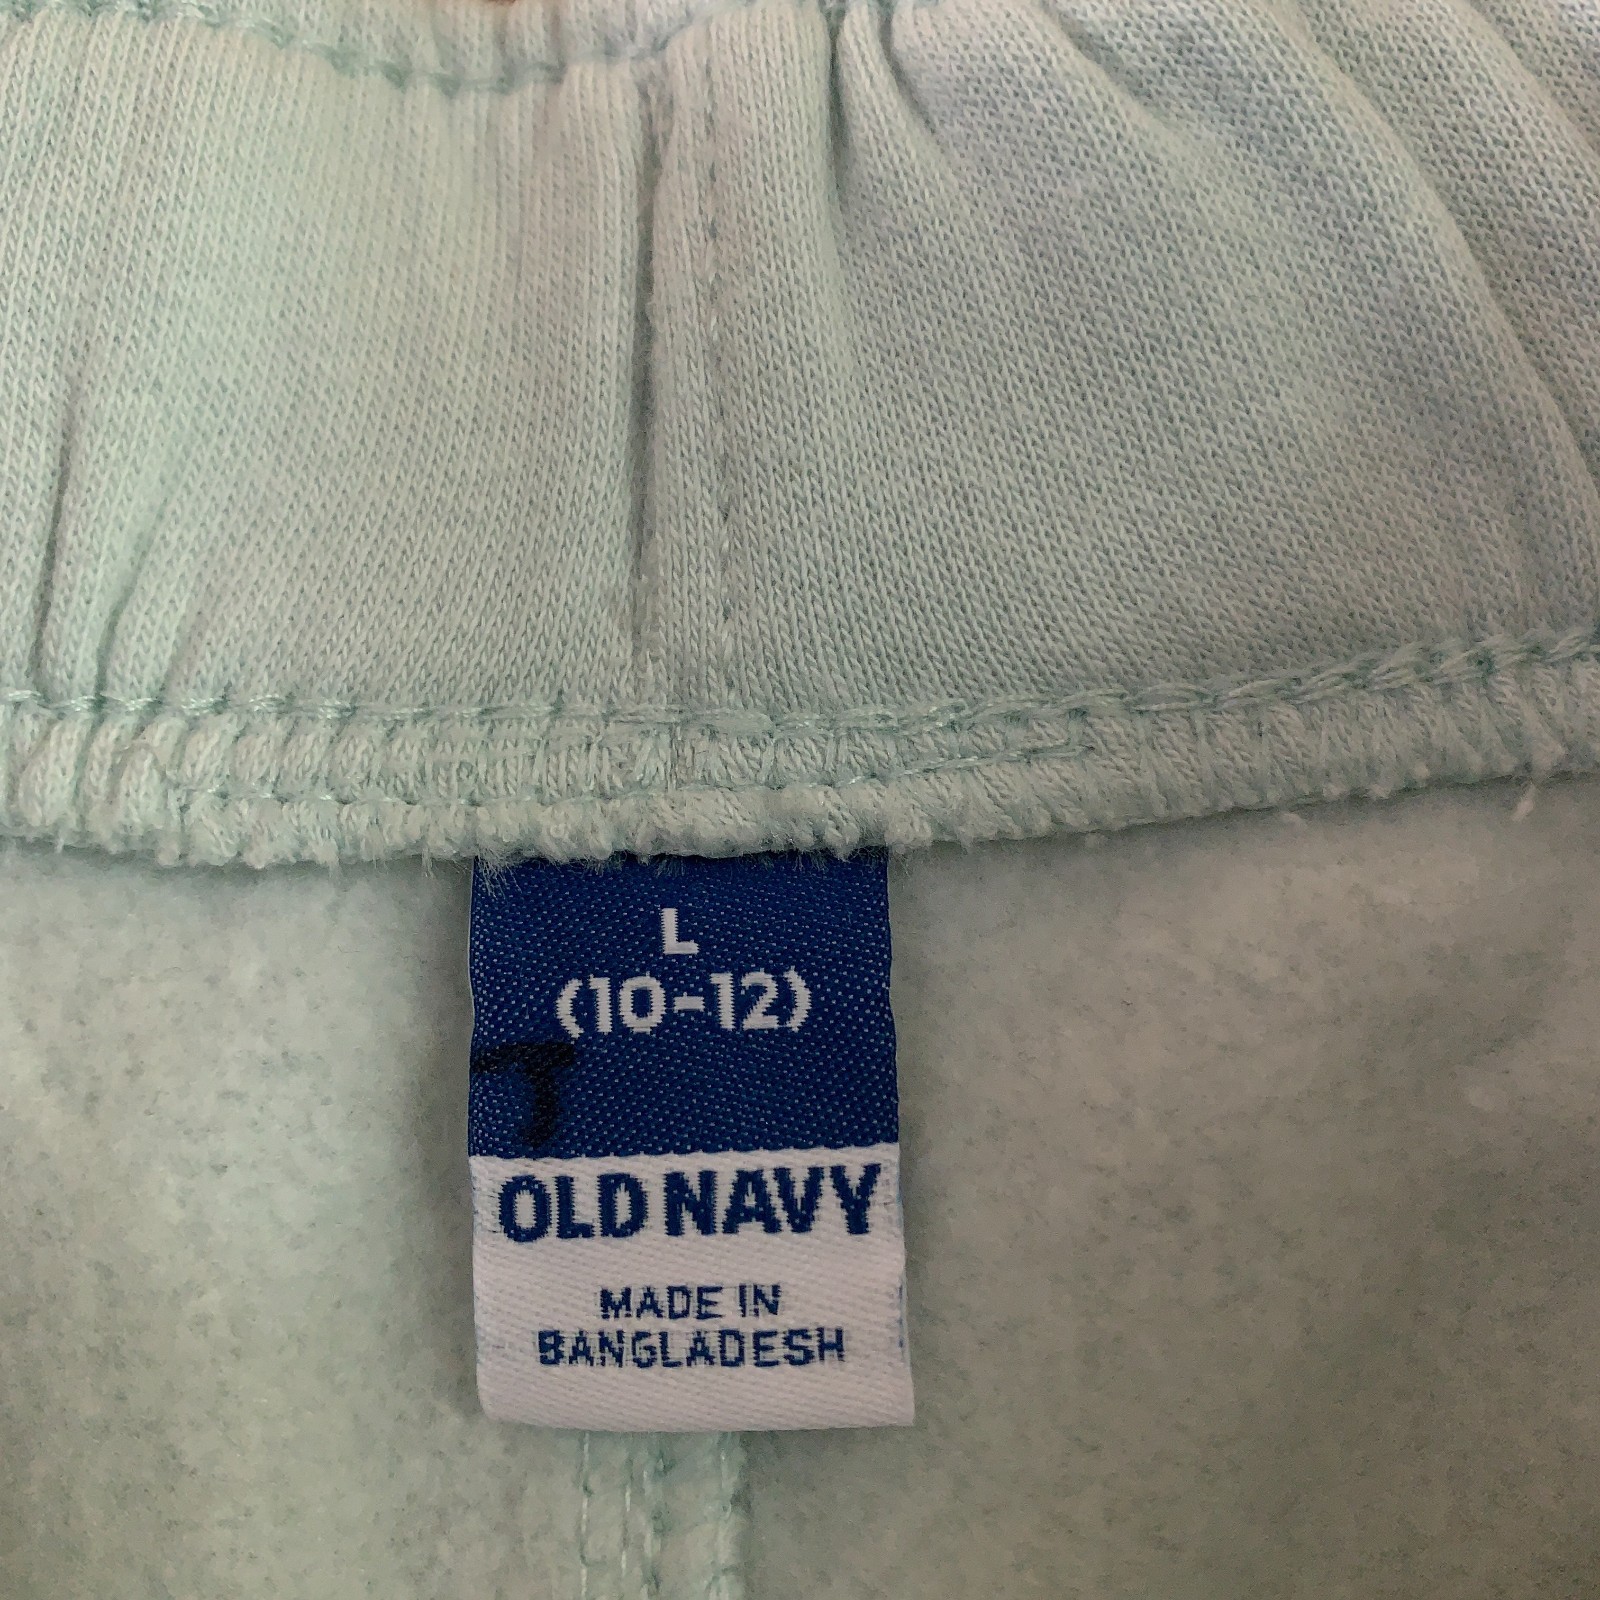 L
(10-12)
T
OLD NAVY
MADE IN
BANGLADESH